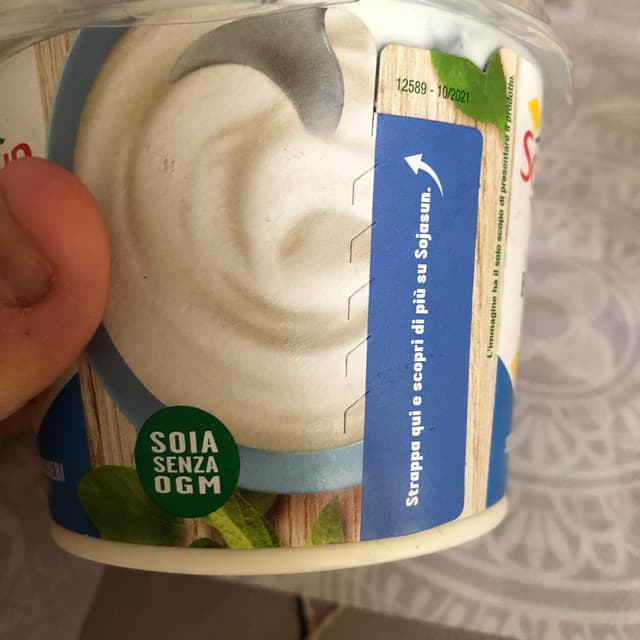 12589 - 10/2021
Strappa qui e scopri di più su Sojasun.
L'immagine ha il solo scopo di presentare il prodotto.
SOIA
SENZA
OGM